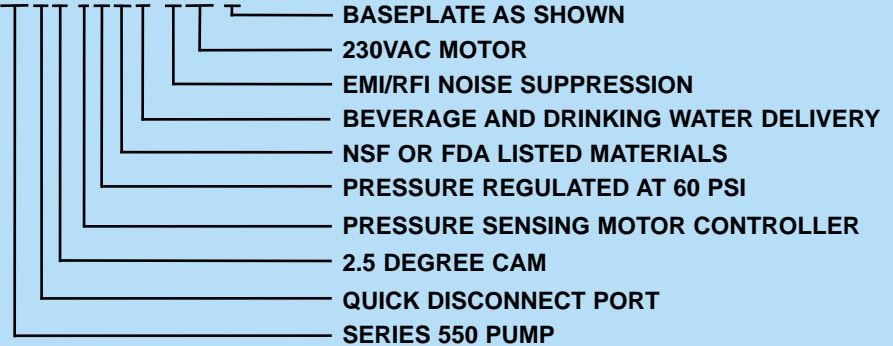 BASEPLATE AS SHOWN
230VAC MOTOR
EMI/RFI NOISE SUPPRESSION
BEVERAGE AND DRINKING WATER DELIVERY
NSF OR FDA LISTED MATERIALS
PRESSURE REGULATED AT 60 PSI
PRESSURE SENSING MOTOR CONTROLLER
2.5 DEGREE CAM
QUICK DISCONNECT PORT
SERIES 550 PUMP